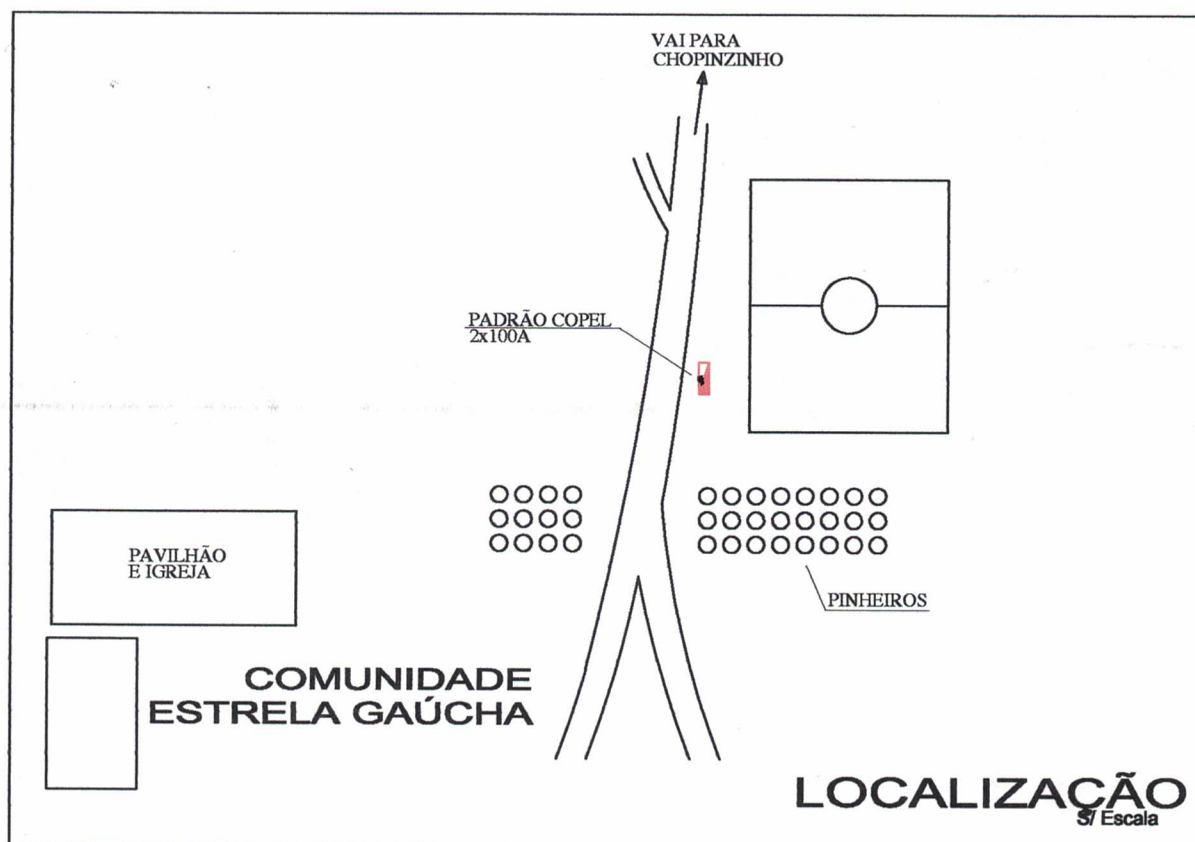 VAI PARA
CHOPINZINHO
PADRÃO COPEL
2x100A
PAVILHÃO
E IGREJA
PINHEIROS
COMUNIDADE
ESTRELA GAÚCHA
LOCALIZAÇÃO
S/ Escala